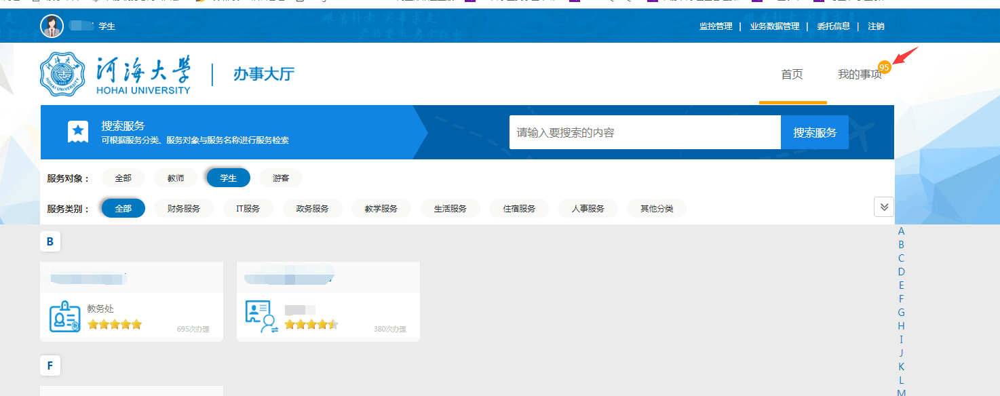 学生
监控管理 | 业务数据管理 | 委托信息 | 注销
河海大学
HOHAI UNIVERSITY
办事大厅
首页
我的事项
95
搜索服务
可根据服务分类、服务对象与服务名称进行服务检索
请输入要搜索的内容
搜索服务
服务对象： 全部 教师 学生 游客
服务类别： 全部 财务服务 IT服务 政务服务 教学服务 生活服务 住宿服务 人事服务 其他分类
B
教务处
695次办理
380次办理
F
A
B
C
D
E
F
G
H
I
J
K
L
M